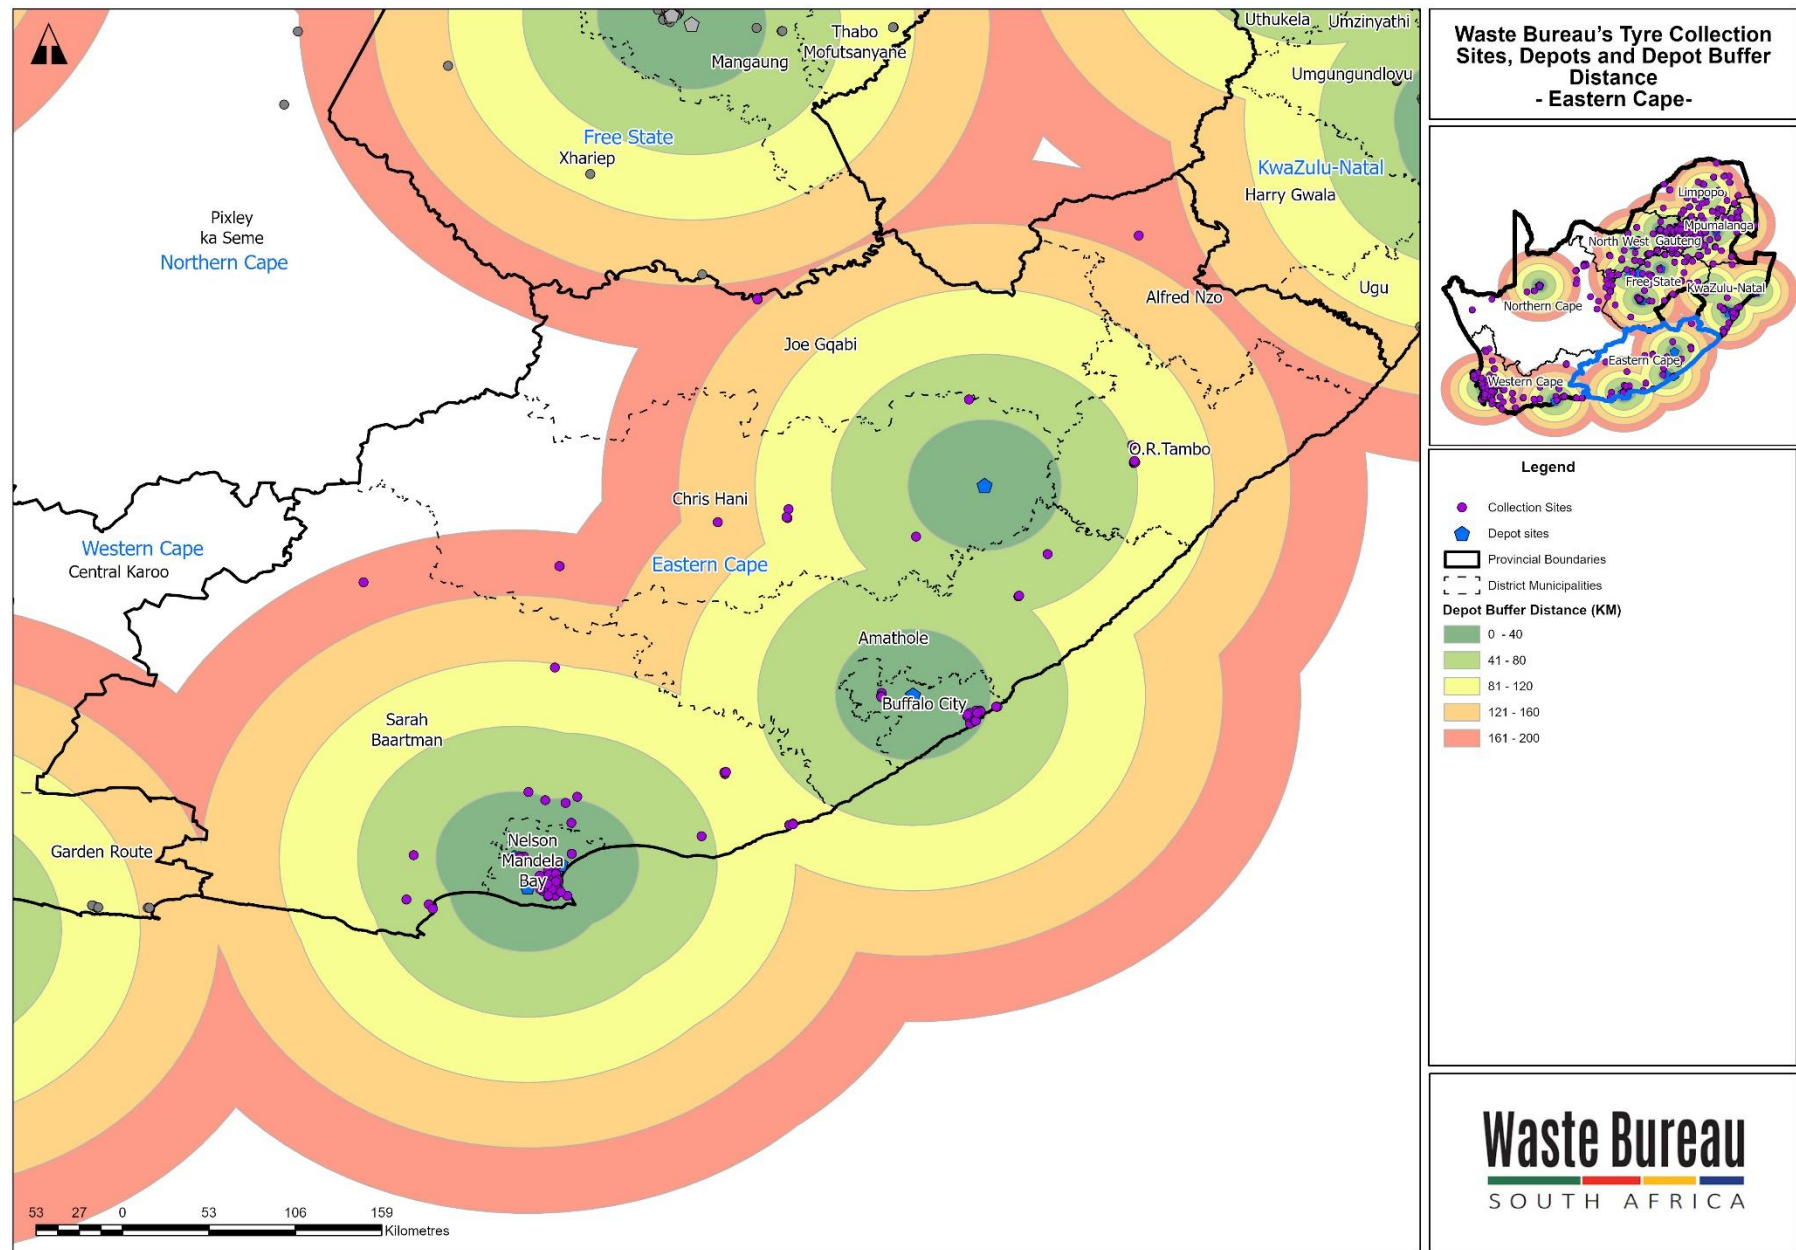 Waste Bureau's Tyre Collection
Sites, Depots and Depot Buffer
Distance
- Eastern Cape-
Uthukela
Umzinyathi
Thabo
Mofutsanyane
Mangaung
Umgungundlovu
Free State
Xhariep
KwaZulu-Natal
Harry Gwala
Pixley
ka Seme
Northern Cape
Ugu
Alfred Nzo
Joe Gqabi
O.R.Tambo
Chris Hani
Western Cape
Central Karoo
Eastern Cape
Amathole
Buffalo City
Sarah
Baartman
Nelson
Mandela
Bay
Garden Route
53 27 0 53 106 159
Kilometres
Limpopo
Mpumalanga
North West
Gauteng
Free State
KwaZulu-Natal
Northern Cape
Eastern Cape
Western Cape
Legend
Collection Sites
Depot sites
Provincial Boundaries
District Municipalities
Depot Buffer Distance (KM)
0 - 40
41 - 80
81 - 120
121 - 160
161 - 200
Waste Bureau
SOUTH AFRICA